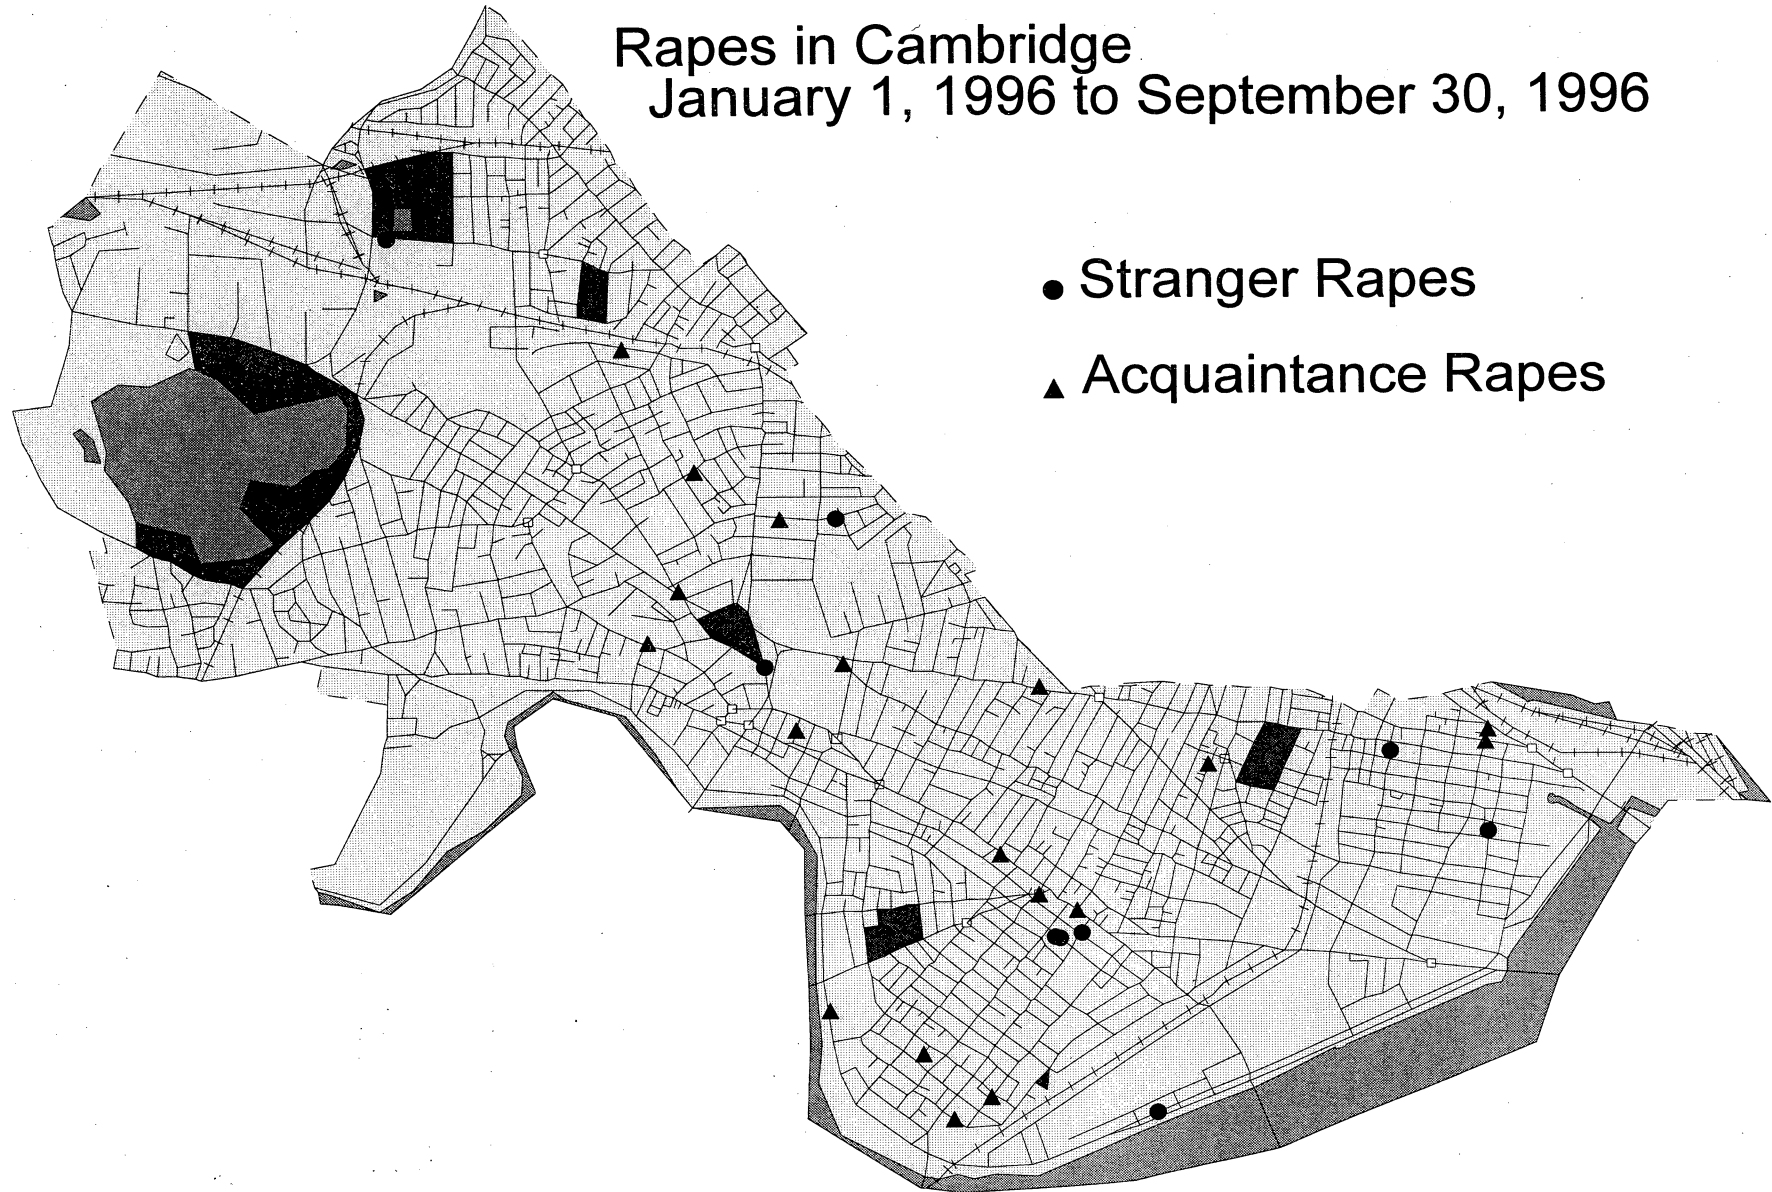 Rapes in Cambridge
January 1, 1996 to September 30, 1996
Stranger Rapes
Acquaintance Rapes